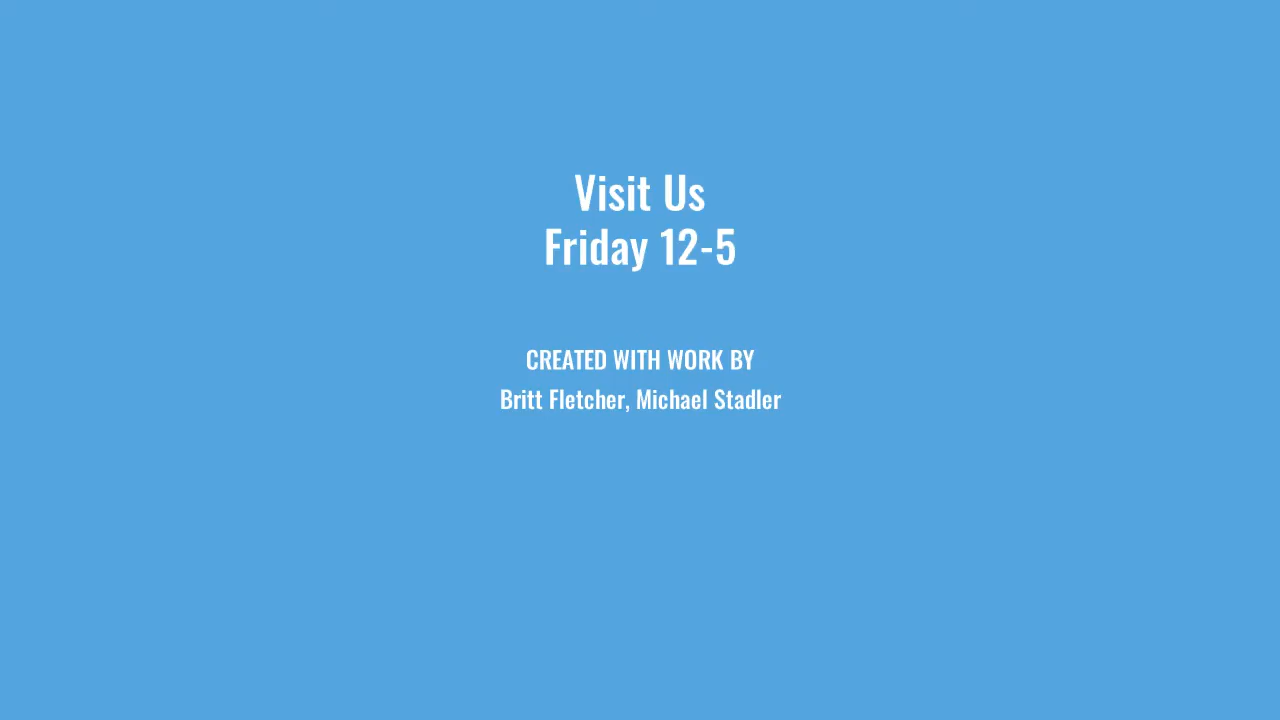 Visit Us
Friday 12-5
CREATED WITH WORK BY
Britt Fletcher, Michael Stadler